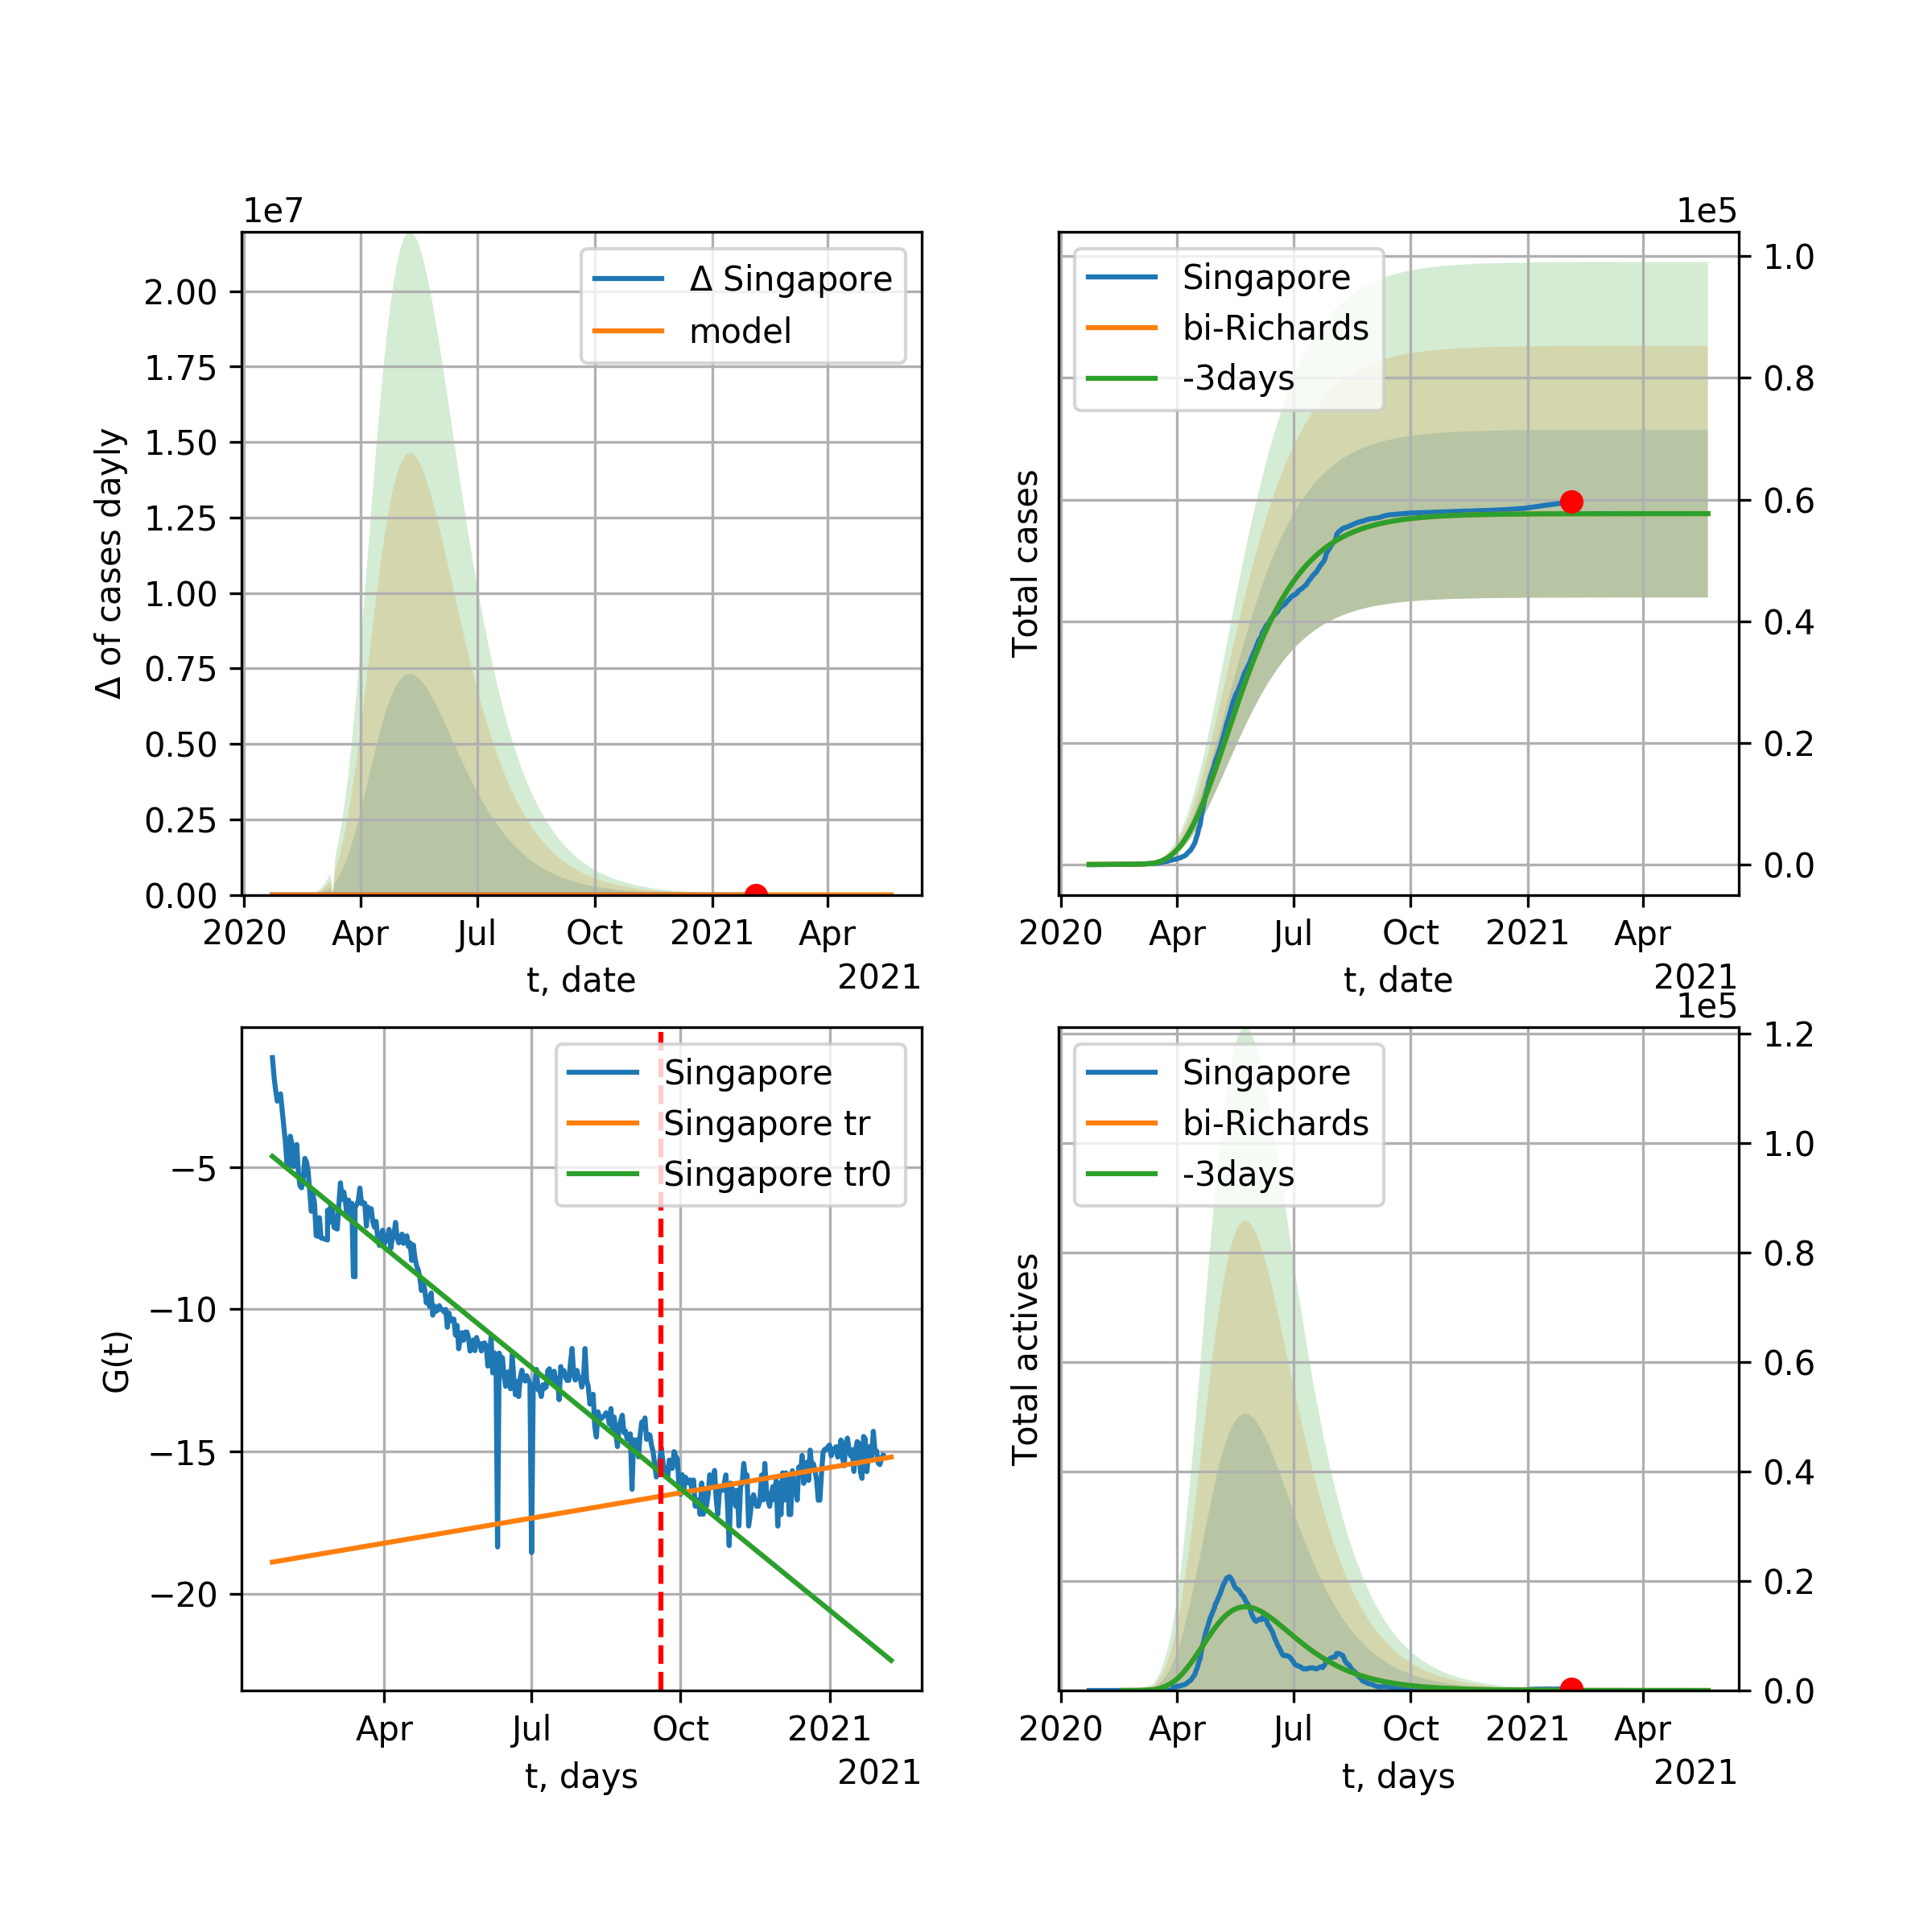 1e7
Δ of cases dayly
2.00
1.75
1.50
1.25
1.00
0.75
0.50
0.25
0.00
Δ Singapore
model
2020 Apr Jul Oct 2021 Apr
t, date
2021
1e5
Total cases
Singapore
bi-Richards
-3days
1.0
0.8
0.6
0.4
0.2
0.0
2020 Apr Jul Oct 2021 Apr
t, date
2021
G(t)
−5
−10
−15
−20
Singapore
Singapore tr
Singapore tr0
Apr Jul Oct 2021
t, days
2021
1e5
Total actives
Singapore
bi-Richards
-3days
1.2
1.0
0.8
0.6
0.4
0.2
0.0
2020 Apr Jul Oct 2021 Apr
t, days
2021